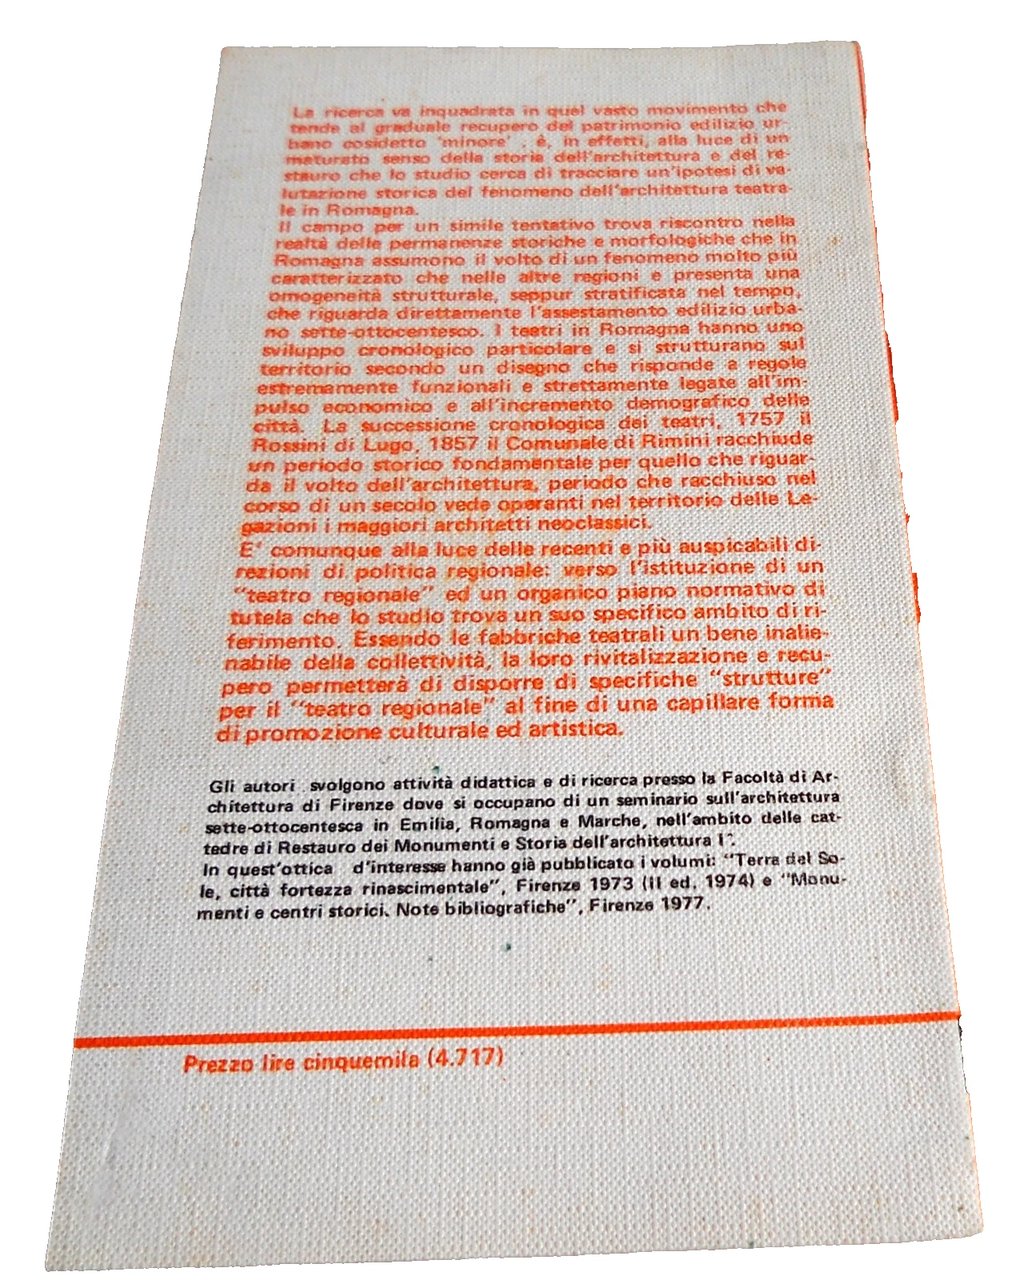 La ricerca va inquadrata in quel vasto movimento che
tende al graduale recupero del patrimonio edilizio ur-
bano cosidetto 'minore' , è, in effetti, alla luce di un
maturato senso della storia dell'architettura e del re-
stauro che lo studio cerca di tracciare un'ipotesi di va-
lutazione storica del fenomeno dell'architettura teatra-
le in Romagna.
Il campo per un simile tentativo trova riscontro nella
realtà delle permanenze storiche e morfologiche che in
Romagna assumono il volto di un fenomeno molto più
caratterizzato che nelle altre regioni e presenta una
omogeneità strutturale, seppur stratificata nel tempo,
che riguarda direttamente l'assestamento edilizio urba-
no sette-ottocentesco. I teatri in Romagna hanno uno
sviluppo cronologico particolare e si strutturano sul
territorio secondo un disegno che risponde a regole
estremamente funzionali e strettamente legate all'im-
pulso economico e all'incremento demografico delle
città. La successione cronologica dei teatri, 1757 il
Rossini di Lugo, 1857 il Comunale di Rimini racchiude
un periodo storico fondamentale per quello che riguar-
da il volto dell'architettura, periodo che racchiuso nel
corso di un secolo vede operanti nel territorio delle Le-
gazioni i maggiori architetti neoclassici.
E' comunque alla luce delle recenti e più auspicabili di-
rezioni di politica regionale: verso l'istituzione di un
"teatro regionale" ed un organico piano normativo di
tutela che lo studio trova un suo specifico ambito di ri-
ferimento. Essendo le fabbriche teatrali un bene inalie-
nabile della collettività, la loro rivitalizzazione e recu-
pero permetterà di disporre di specifiche "strutture"
per il "teatro regionale" al fine di una capillare forma
di promozione culturale ed artistica.
Gli autori svolgono attività didattica e di ricerca presso la Facoltà di Ar-
chitettura di Firenze dove si occupano di un seminario sull'architettura
sette-ottocentesca in Emilia, Romagna e Marche, nell'ambito delle cat-
tedre di Restauro dei Monumenti e Storia dell'architettura I^.
In quest'ottica d'interesse hanno già pubblicato i volumi: "Terra del So-
le, città fortezza rinascimentale", Firenze 1973 (II ed. 1974) e "Monu-
menti e centri storici. Note bibliografiche", Firenze 1977.
Prezzo lire cinquemila (4.717)